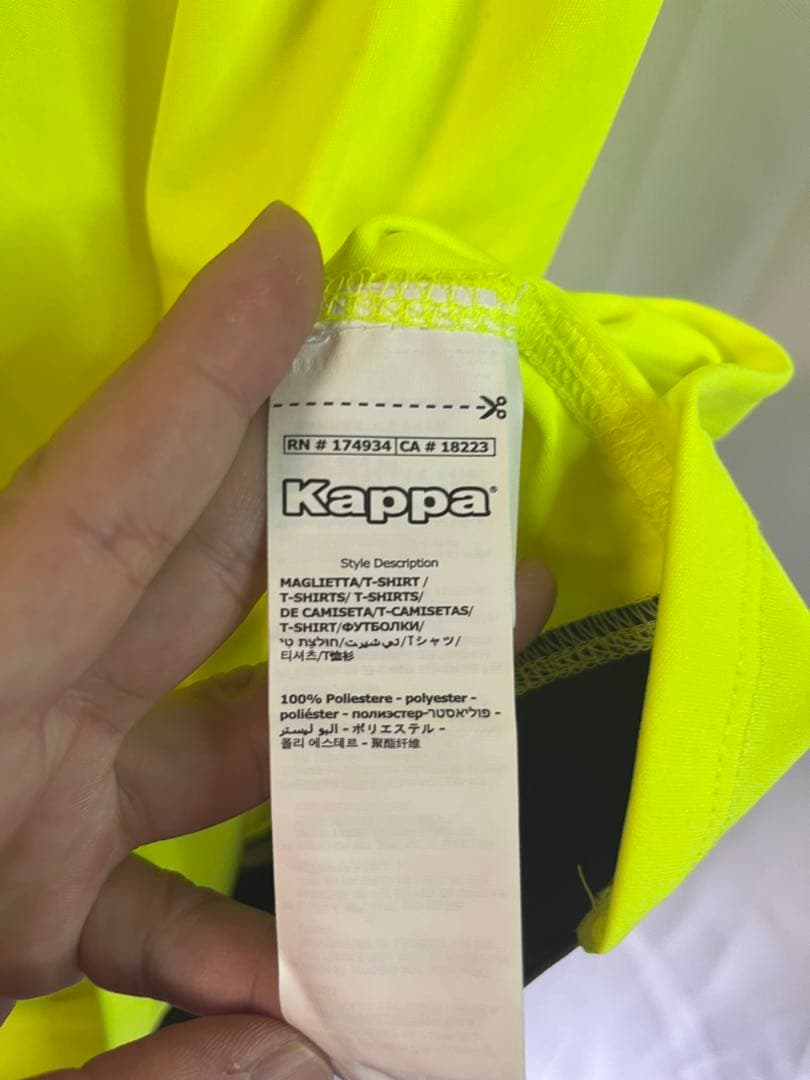 RN # 174934 CA # 18223
Kappa®
Style Description
MAGLIETTA/T-SHIRT /
T-SHIRTS/ T-SHIRTS/
DE CAMISETA/T-CAMISETAS/
T-SHIRT/ФУТБОЛКИ/
חולצת טי/تي شيرت/Tシャツ/
티셔츠/T恤衫
100% Poliestere - polyester -
poliéster - полиэстер-פוליאסטר -
البو ليستر - ポリエステル -
폴리 에스테르 - 聚酯纤维